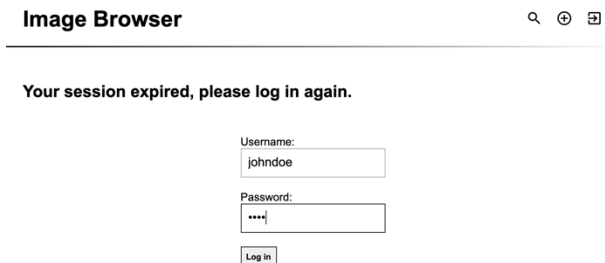 Image Browser
Your session expired, please log in again.
Username:
johndoe
Password:
••••
Log in